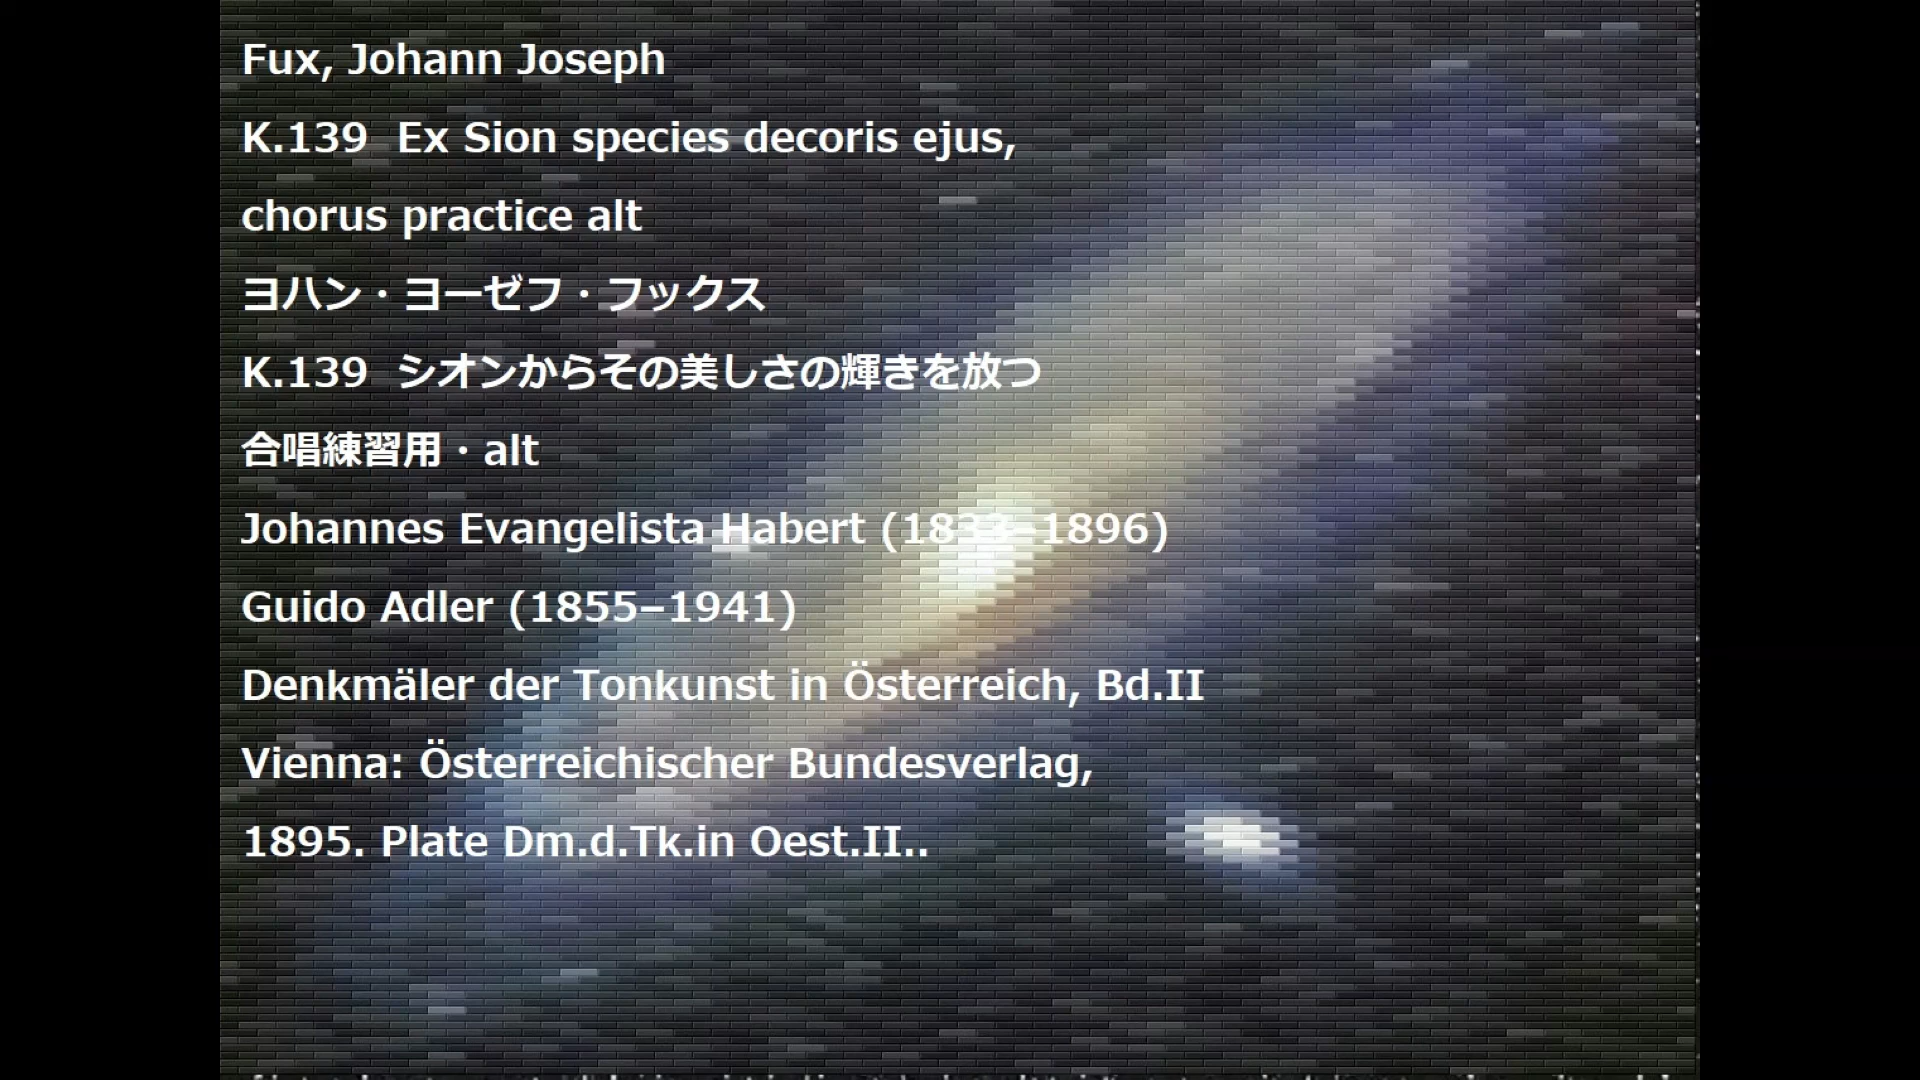 Fux, Johann Joseph
K.139 Ex Sion species decoris ejus,
chorus practice alt
ヨハン・ヨーゼフ・フックス
K.139 シオンからその美しさの輝きを放つ
合唱練習用・alt
Johannes Evangelista Habert (1833–1896)
Guido Adler (1855–1941)
Denkmäler der Tonkunst in Österreich, Bd.II
Vienna: Österreichischer Bundesverlag,
1895. Plate Dm.d.Tk.in Oest.II..